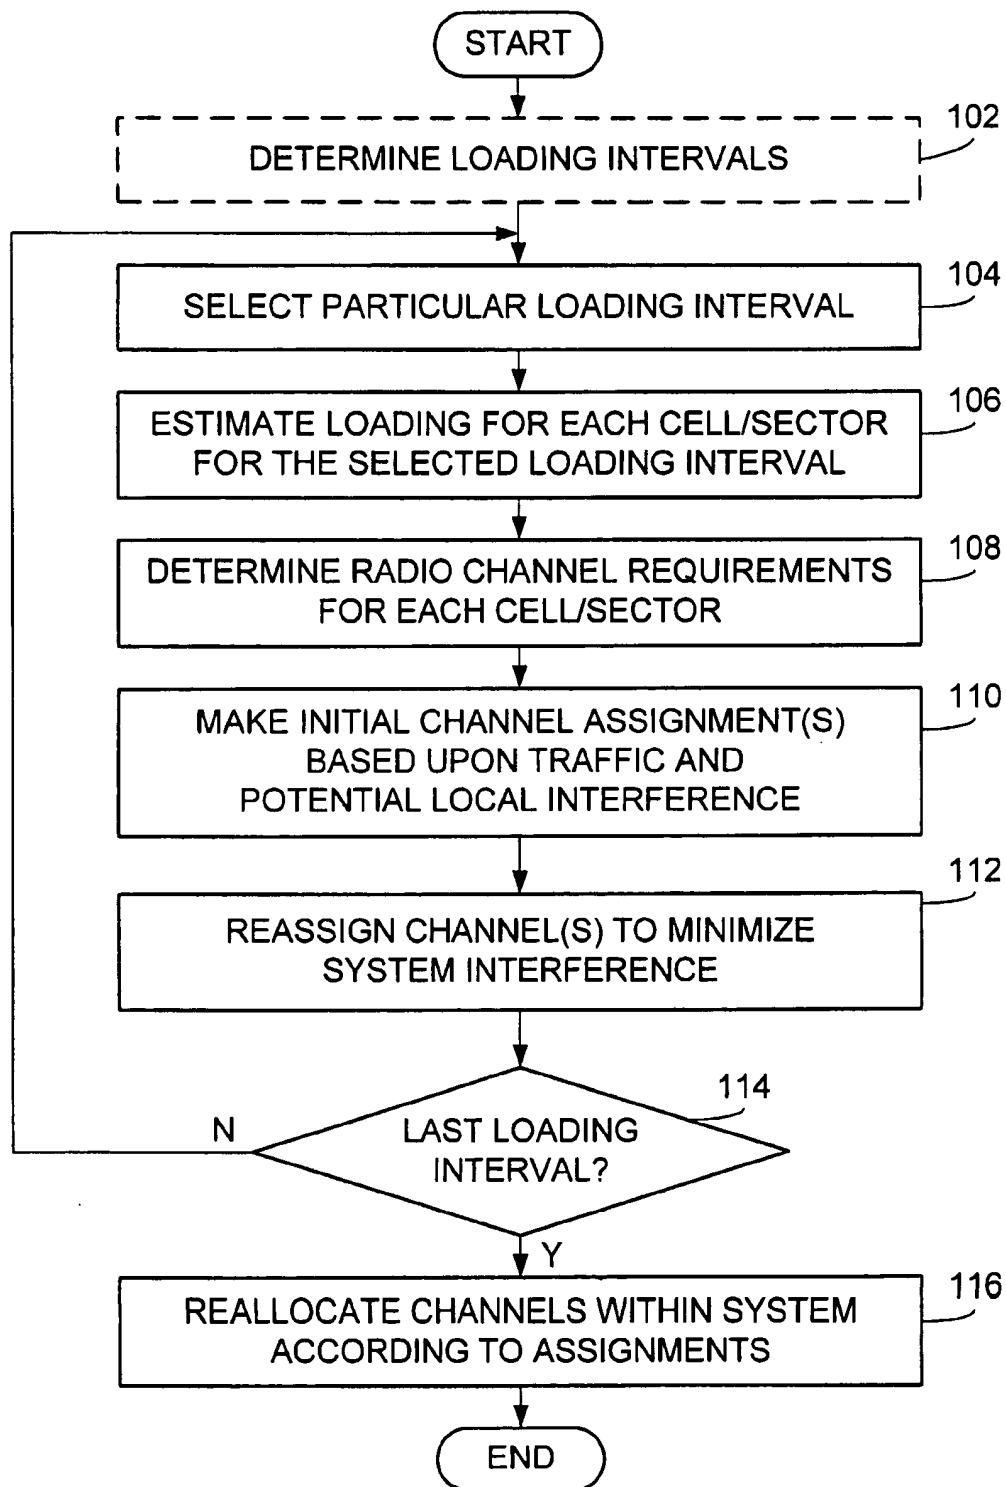 START
102
DETERMINE LOADING INTERVALS
104
SELECT PARTICULAR LOADING INTERVAL
106
ESTIMATE LOADING FOR EACH CELL/SECTOR
FOR THE SELECTED LOADING INTERVAL
108
DETERMINE RADIO CHANNEL REQUIREMENTS
FOR EACH CELL/SECTOR
110
MAKE INITIAL CHANNEL ASSIGNMENT(S)
BASED UPON TRAFFIC AND
POTENTIAL LOCAL INTERFERENCE
112
REASSIGN CHANNEL(S) TO MINIMIZE
SYSTEM INTERFERENCE
114
N
LAST LOADING
INTERVAL?
Y
116
REALLOCATE CHANNELS WITHIN SYSTEM
ACCORDING TO ASSIGNMENTS
END